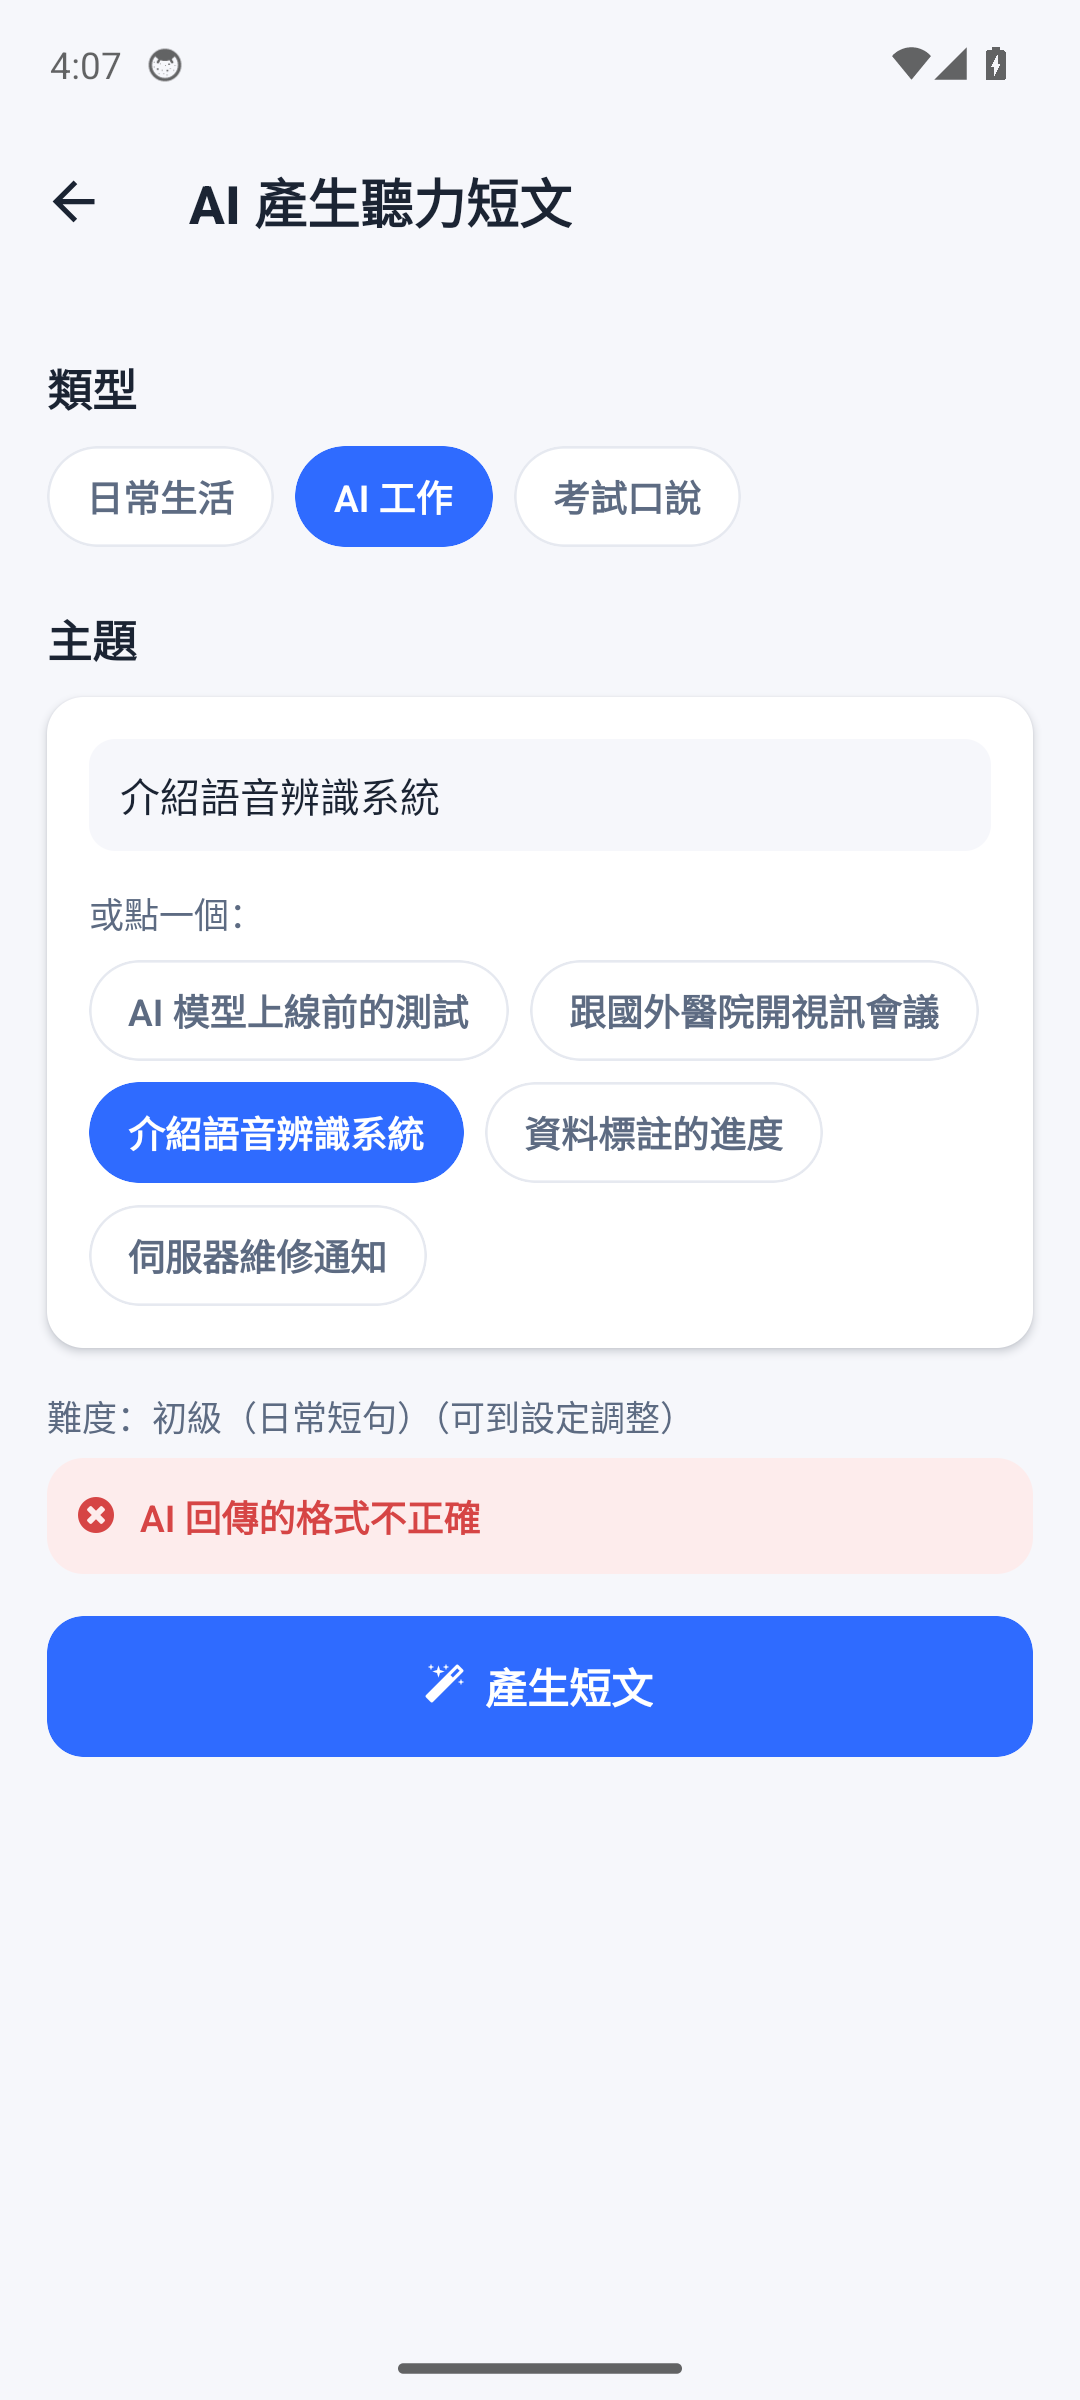 4:07
AI 產生聽力短文
類型
日常生活
AI 工作
考試口說
主題
介紹語音辨識系統
或點一個：
AI 模型上線前的測試
跟國外醫院開視訊會議
介紹語音辨識系統
資料標註的進度
伺服器維修通知
難度：初級（日常短句）（可到設定調整）
AI 回傳的格式不正確
產生短文